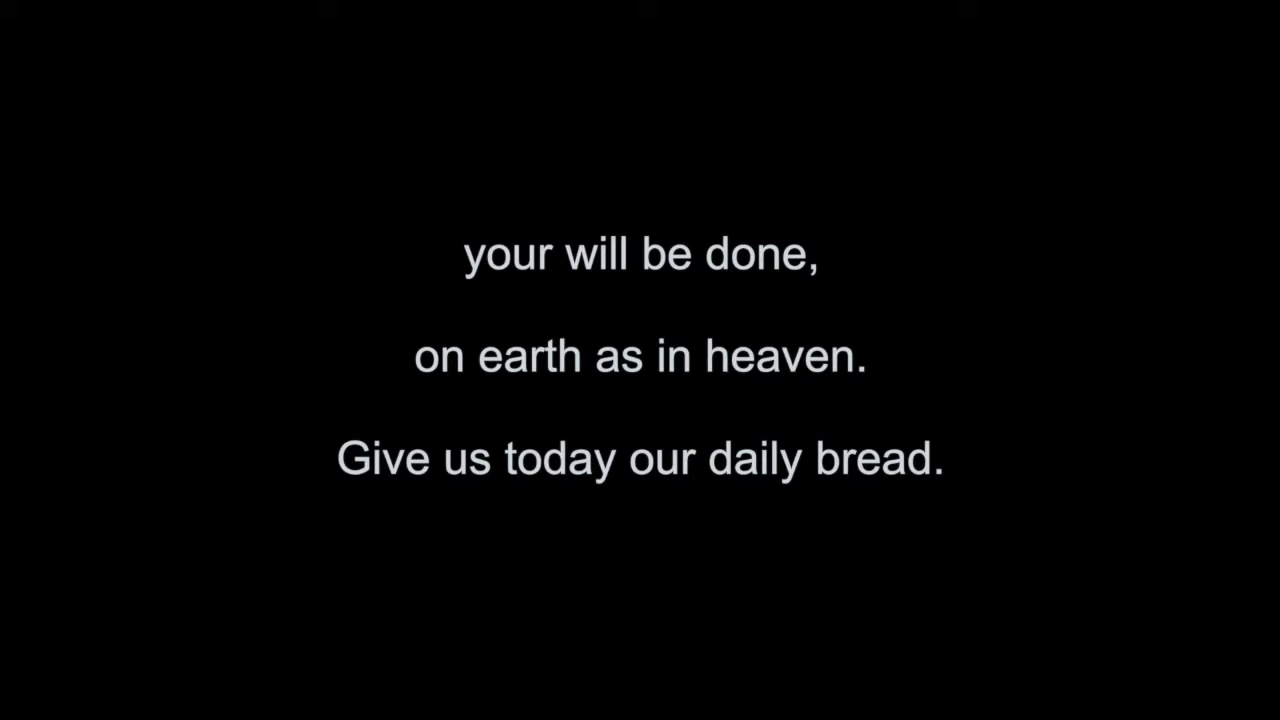 your will be done,
on earth as in heaven.
Give us today our daily bread.